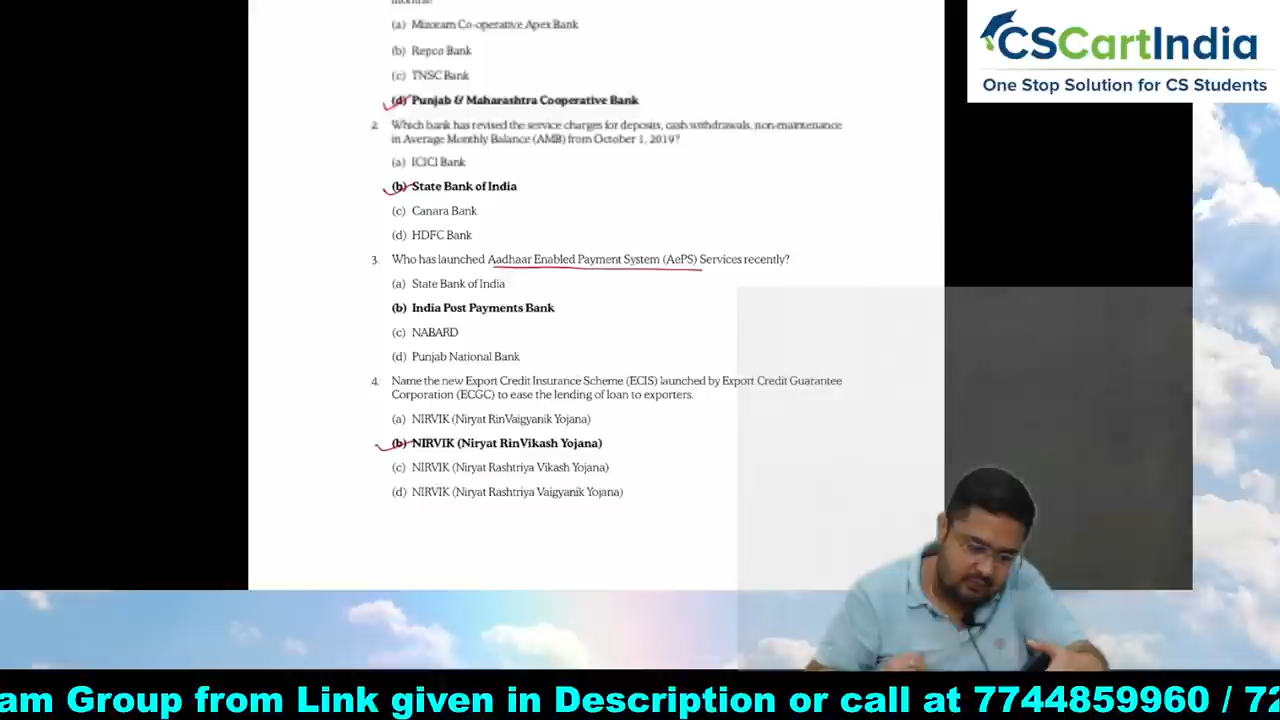 months?
(a) Mizoram Co-operative Apex Bank
(b) Repco Bank
(c) TNSC Bank
(d) Punjab & Maharashtra Cooperative Bank
2. Which bank has revised the service charges for deposits, cash withdrawals, non-maintenance
in Average Monthly Balance (AMB) from October 1, 2019?
(a) ICICI Bank
(b) State Bank of India
(c) Canara Bank
(d) HDFC Bank
3. Who has launched Aadhaar Enabled Payment System (AePS) Services recently?
(a) State Bank of India
(b) India Post Payments Bank
(c) NABARD
(d) Punjab National Bank
4. Name the new Export Credit Insurance Scheme (ECIS) launched by Export Credit Guarantee
Corporation (ECGC) to ease the lending of loan to exporters.
(a) NIRVIK (Niryat RinVaigyanik Yojana)
(b) NIRVIK (Niryat RinVikash Yojana)
(c) NIRVIK (Niryat Rashtriya Vikash Yojana)
(d) NIRVIK (Niryat Rashtriya Vaigyanik Yojana)
CSCartIndia
One Stop Solution for CS Students
am Group from Link given in Description or call at 7744859960 / 72